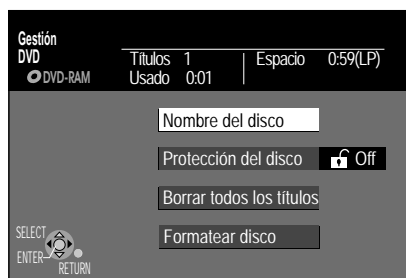 Gestión
DVD
DVD-RAM
Títulos 1 Espacio 0:59(LP)
Usado 0:01
Nombre del disco
Protección del disco Off
Borrar todos los títulos
Formatear disco
SELECT
ENTER
RETURN